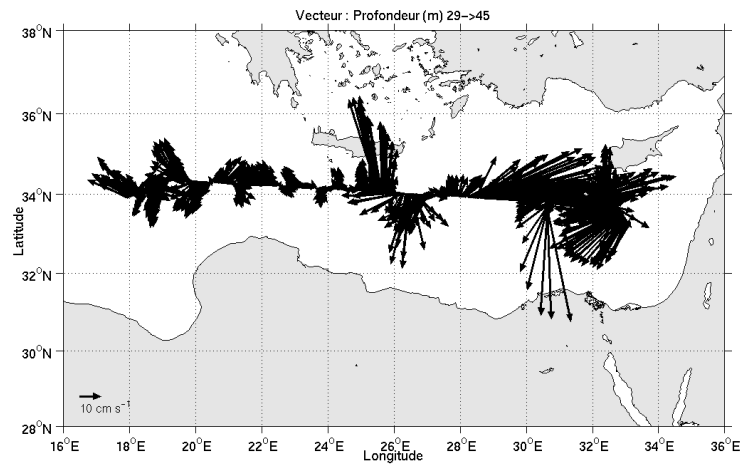 Vecteur : Profondeur (m) 29->45
38°N
36°N
34°N
32°N
30°N
28°N
Latitude
10 cm s⁻¹
16°E 18°E 20°E 22°E 24°E 26°E 28°E 30°E 32°E 34°E 36°E
Longitude